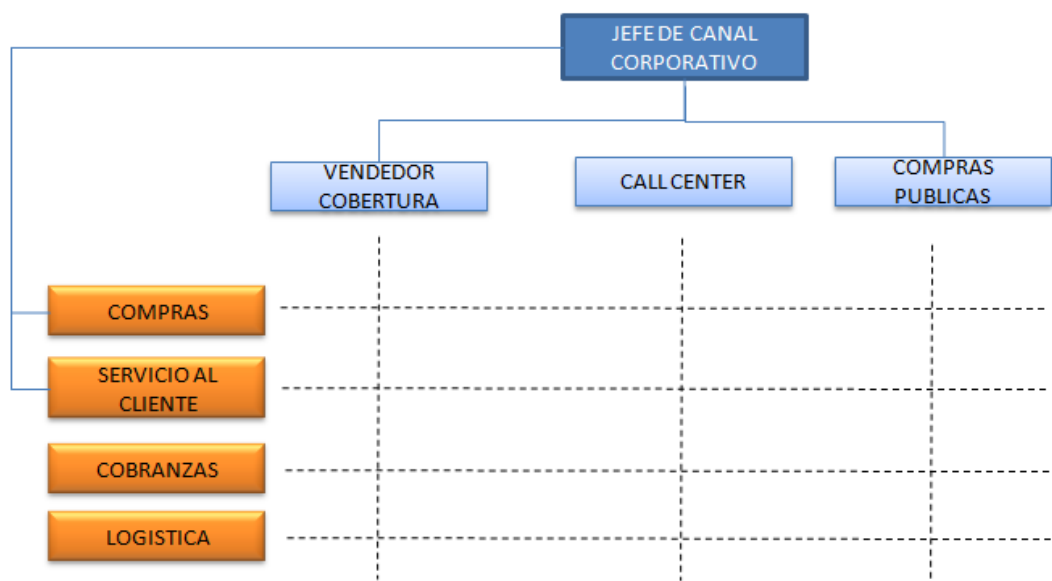 JEFE DE CANAL
CORPORATIVO
VENDEDOR
COBERTURA
CALL CENTER
COMPRAS
PUBLICAS
COMPRAS
SERVICIO AL
CLIENTE
COBRANZAS
LOGISTICA